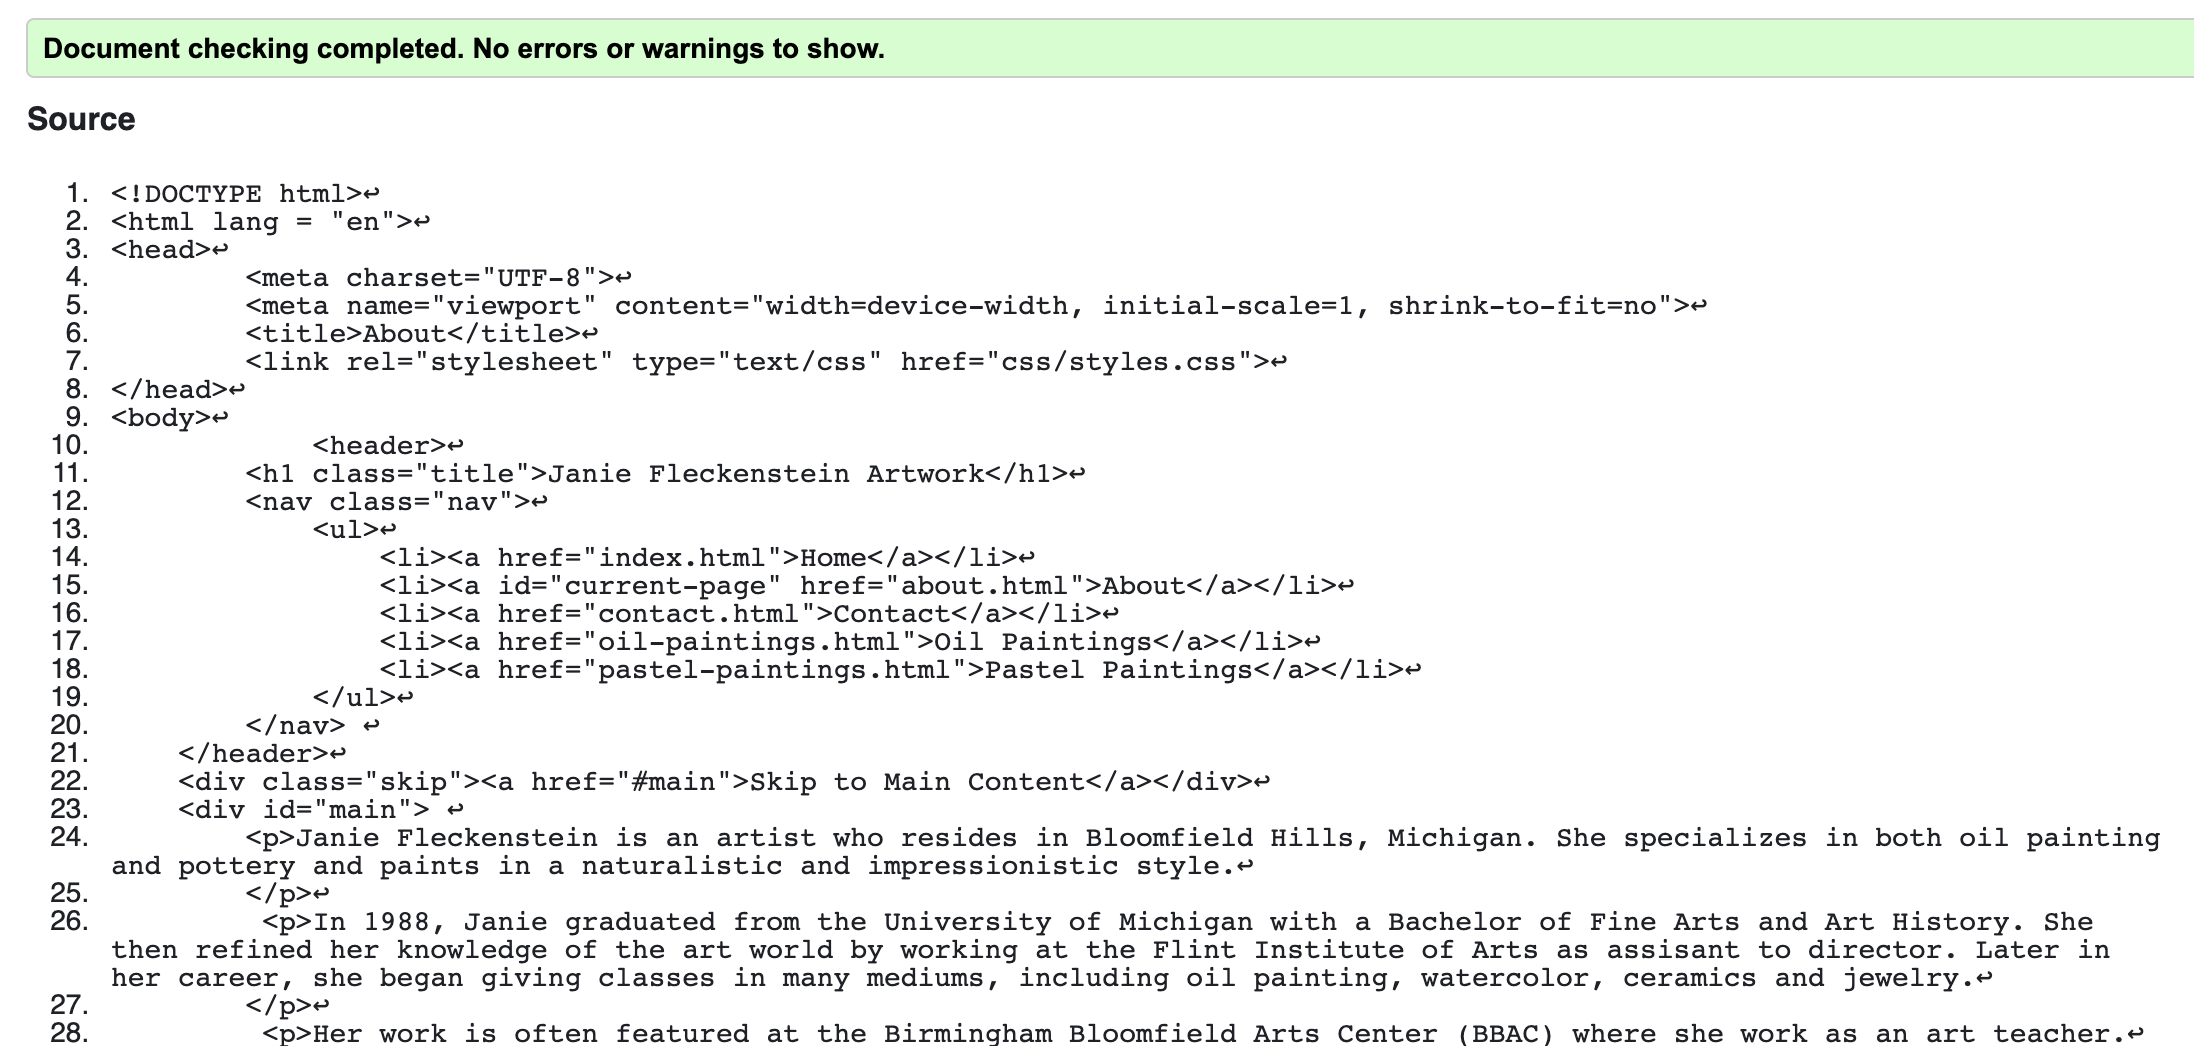 Document checking completed. No errors or warnings to show.
Source
1. <!DOCTYPE html>↩
2. <html lang = "en">↩
3. <head>↩
4. <meta charset="UTF-8">↩
5. <meta name="viewport" content="width=device-width, initial-scale=1, shrink-to-fit=no">↩
6. <title>About</title>↩
7. <link rel="stylesheet" type="text/css" href="css/styles.css">↩
8. </head>↩
9. <body>↩
10. <header>↩
11. <h1 class="title">Janie Fleckenstein Artwork</h1>↩
12. <nav class="nav">↩
13. <ul>↩
14. <li><a href="index.html">Home</a></li>↩
15. <li><a id="current-page" href="about.html">About</a></li>↩
16. <li><a href="contact.html">Contact</a></li>↩
17. <li><a href="oil-paintings.html">Oil Paintings</a></li>↩
18. <li><a href="pastel-paintings.html">Pastel Paintings</a></li>↩
19. </ul>↩
20. </nav> ↩
21. </header>↩
22. <div class="skip"><a href="#main">Skip to Main Content</a></div>↩
23. <div id="main"> ↩
24. <p>Janie Fleckenstein is an artist who resides in Bloomfield Hills, Michigan. She specializes in both oil painting
and pottery and paints in a naturalistic and impressionistic style.↩
25. </p>↩
26. <p>In 1988, Janie graduated from the University of Michigan with a Bachelor of Fine Arts and Art History. She
then refined her knowledge of the art world by working at the Flint Institute of Arts as assisant to director. Later in
her career, she began giving classes in many mediums, including oil painting, watercolor, ceramics and jewelry.↩
27. </p>↩
28. <p>Her work is often featured at the Birmingham Bloomfield Arts Center (BBAC) where she work as an art teacher.↩